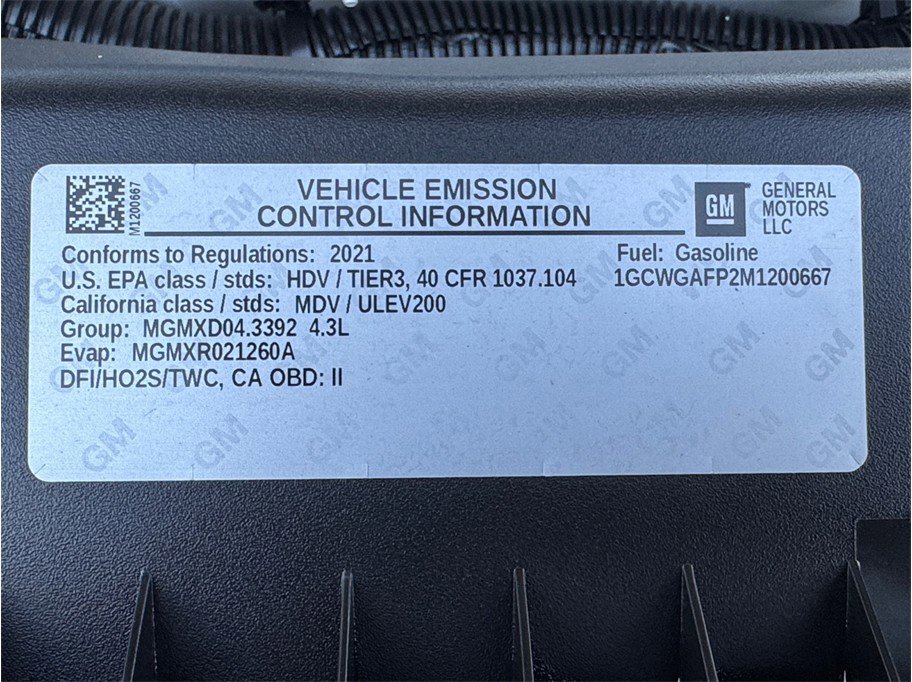 VEHICLE EMISSION
CONTROL INFORMATION
M1200667
GM
GENERAL
MOTORS
LLC
Conforms to Regulations: 2021
Fuel: Gasoline
U.S. EPA class / stds: HDV / TIER3, 40 CFR 1037.104
1GCWGAFP2M1200667
California class / stds: MDV / ULEV200
Group: MGMXD04.3392 4.3L
Evap: MGMXR021260A
DFI/HO2S/TWC, CA OBD: II